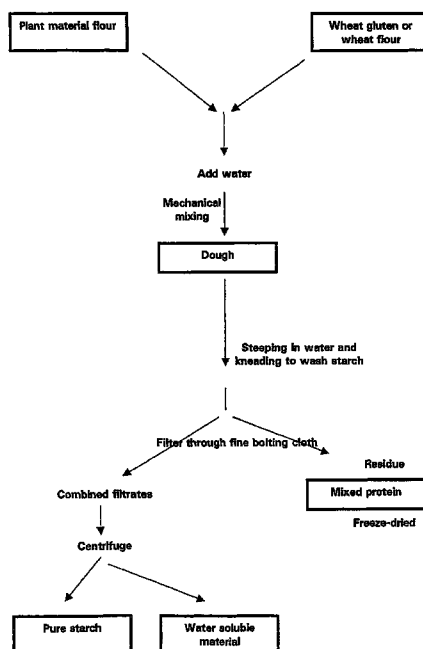 Plant material flour
Wheat gluten or
wheat flour
Add water
Mechanical
mixing
Dough
Steeping in water and
kneading to wash starch
Filter through fine bolting cloth
Residue
Combined filtrates
Mixed protein
Freeze-dried
Centrifuge
Pure starch
Water soluble
material